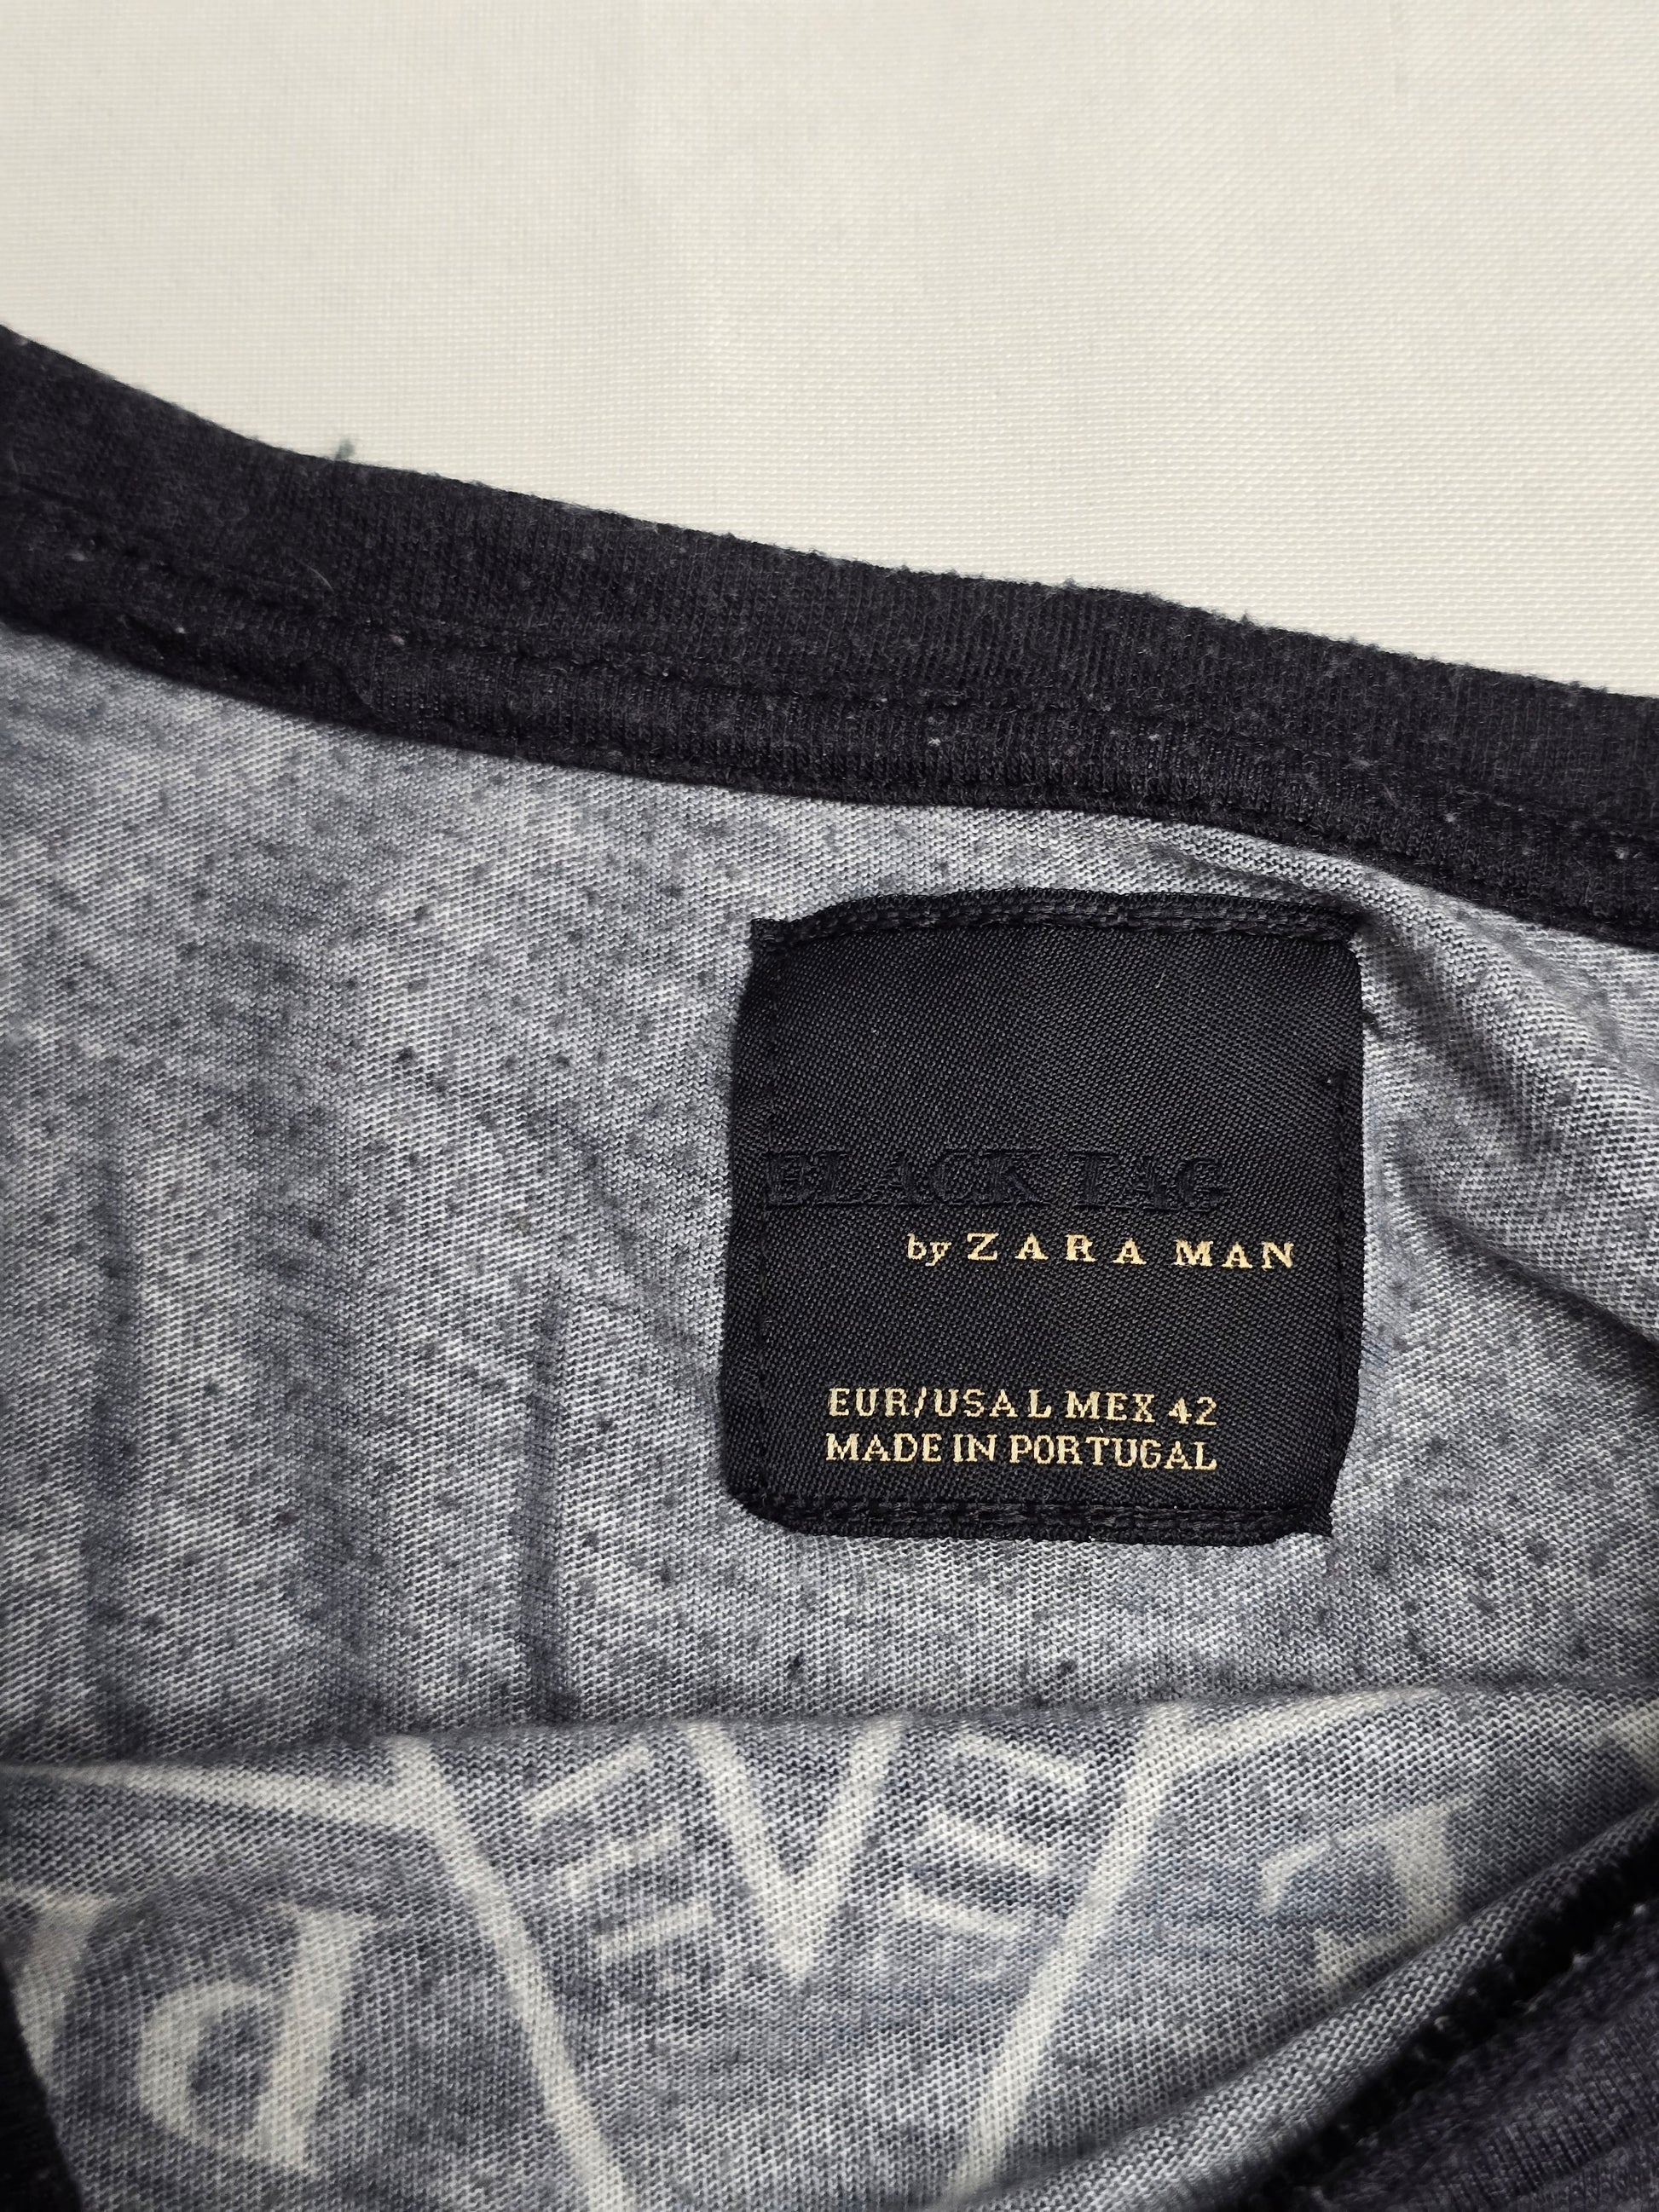 BLACK TAG
by ZARA MAN
EUR/USA L MEX 42
MADE IN PORTUGAL